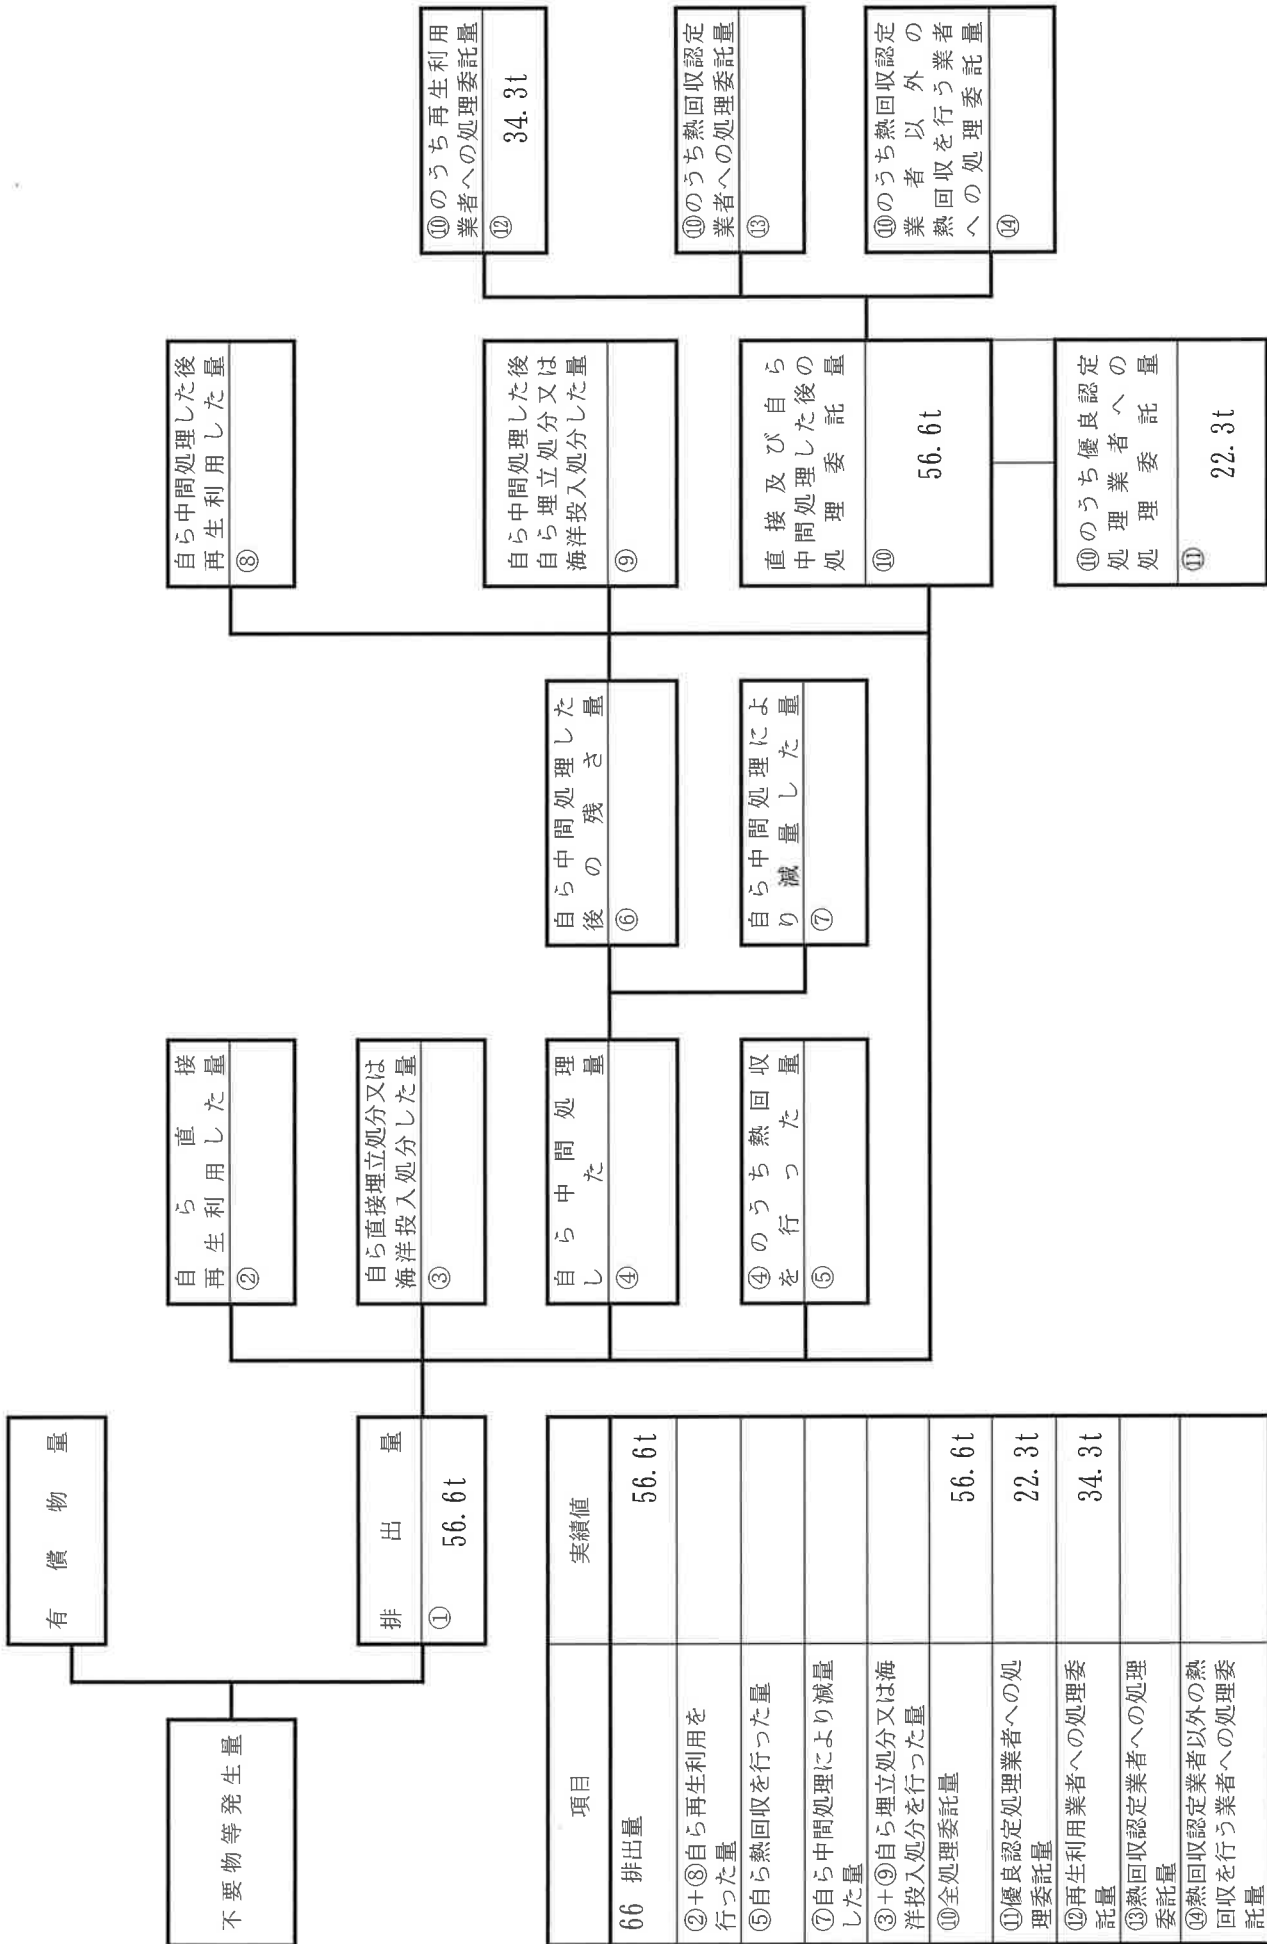 不要物等発生量
有償物量
排出量
①
56.6t
自ら直接
再生利用した量
②
自ら直接埋立処分又は
海洋投入処分した量
③
自ら中間処理
した量
④
④のうち熱回収
を行った量
⑤
自ら中間処理した
後の残さ量
⑥
自ら中間処理によ
り減量した量
⑦
自ら中間処理した後
再生利用した量
⑧
自ら中間処理した後
自ら埋立処分又は
海洋投入処分した量
⑨
直接及び自ら
中間処理した後の
処理委託量
⑩
56.6t
⑩のうち優良認定
処理業者への
処理委託量
⑪
22.3t
⑩のうち再生利用
業者への処理委託量
⑫
34.3t
⑩のうち熱回収認定
業者への処理委託量
⑬
⑩のうち熱回収認定
業者以外の
熱回収を行う業者
への処理委託量
⑭
項目 実績値
66 排出量 56.6t
②+⑧自ら再生利用を
行った量
⑤自ら熱回収を行った量
⑦自ら中間処理により減量
した量
③+⑨自ら埋立処分又は海
洋投入処分を行った量
⑩全処理委託量 56.6t
⑪優良認定処理業者への処
理委託量 22.3t
⑫再生利用業者への処理委
託量 34.3t
⑬熱回収認定業者への処理
委託量
⑭熱回収認定業者以外の熱
回収を行う業者への処理委
託量